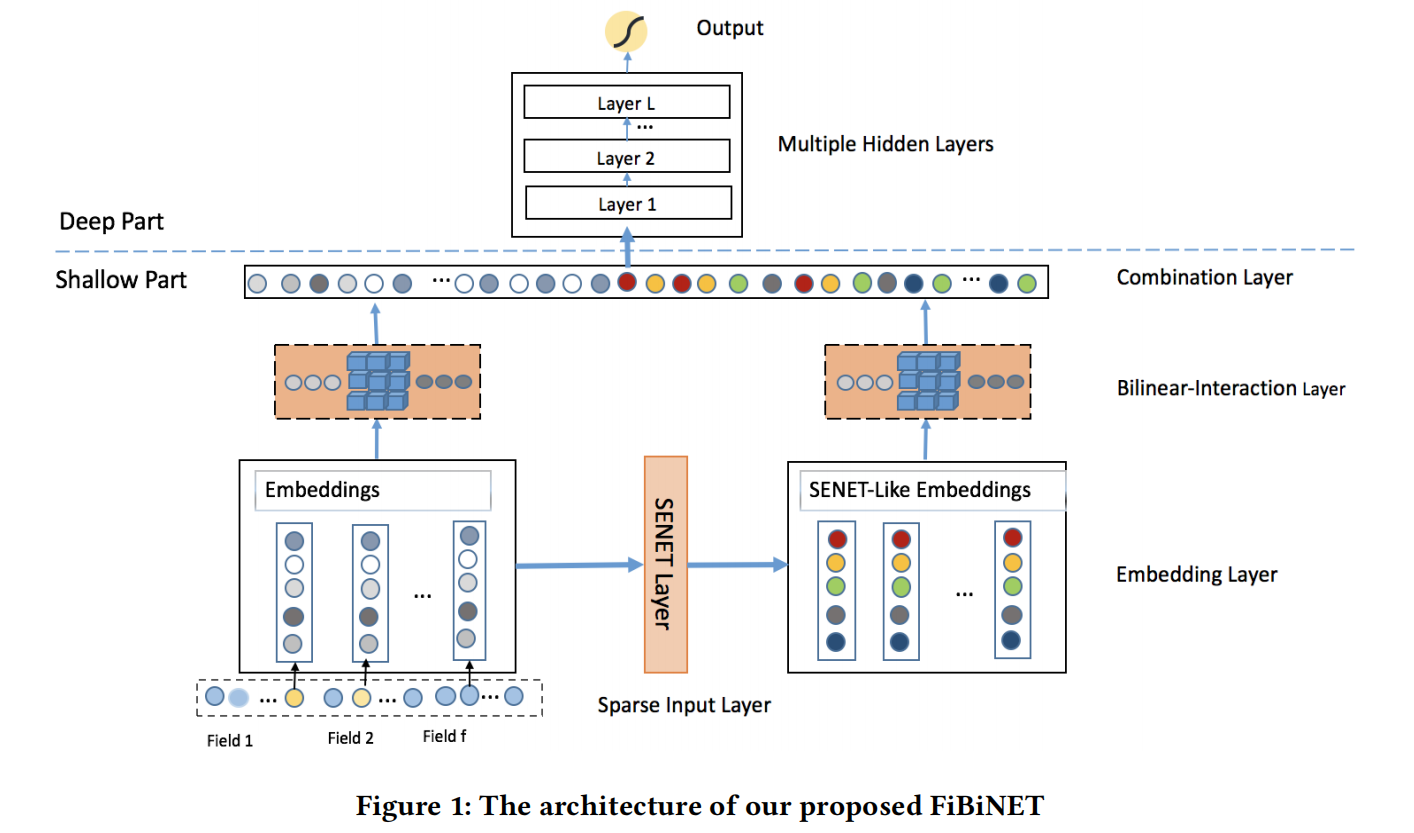 Output
Layer L
...
Layer 2
Multiple Hidden Layers
Layer 1
Deep Part
Shallow Part
... ...
Combination Layer
Bilinear-Interaction Layer
Embeddings
SENET Layer
SENET-Like Embeddings
... ...
Embedding Layer
... ... ...
Sparse Input Layer
Field 1 Field 2 Field f
Figure 1: The architecture of our proposed FiBiNET